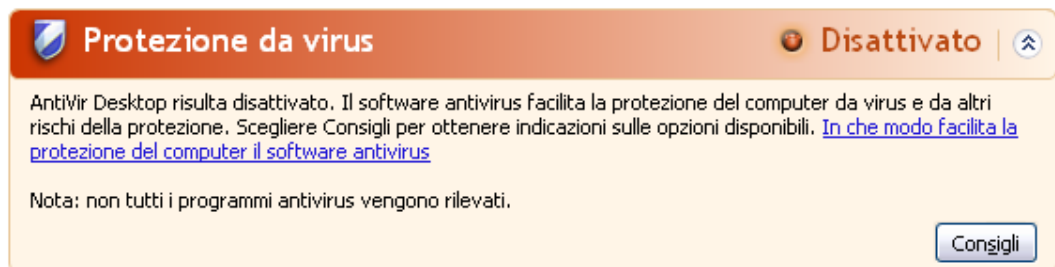 Protezione da virus Disattivato
AntiVir Desktop risulta disattivato. Il software antivirus facilita la protezione del computer da virus e da altri
rischi della protezione. Scegliere Consigli per ottenere indicazioni sulle opzioni disponibili. In che modo facilita la
protezione del computer il software antivirus
Nota: non tutti i programmi antivirus vengono rilevati.
Consigli